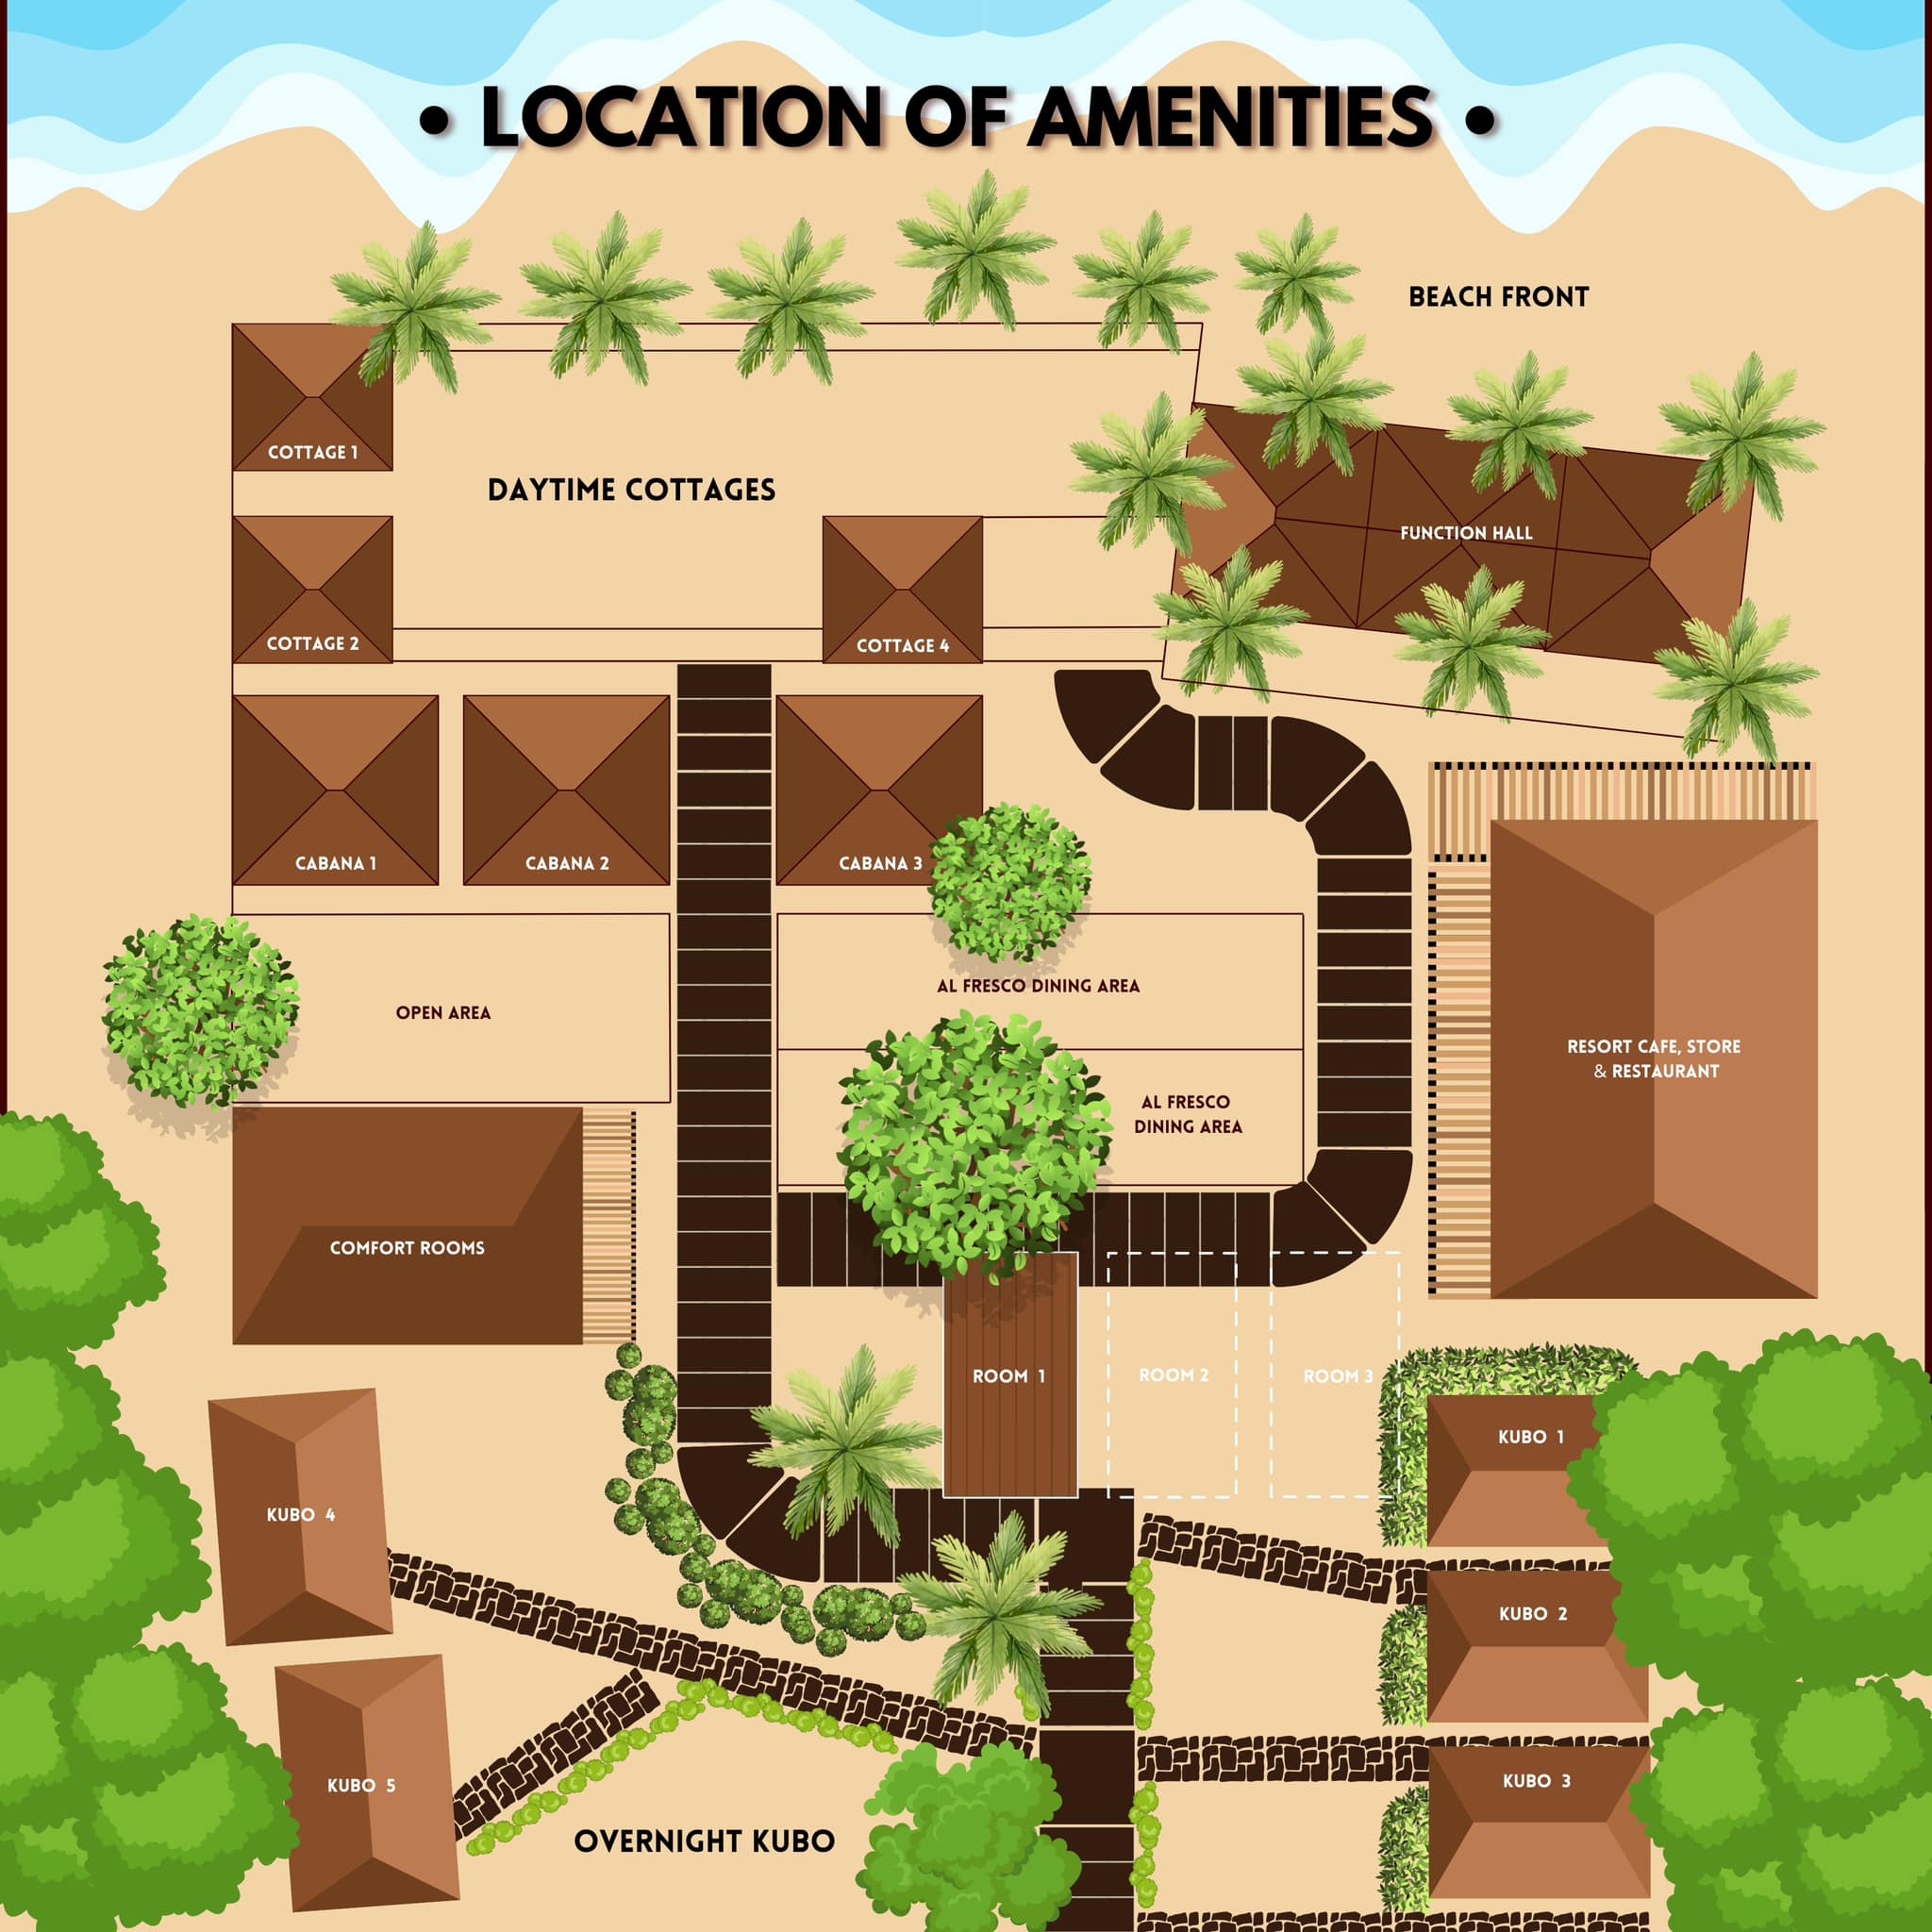 • LOCATION OF AMENITIES •
BEACH FRONT
COTTAGE 1
DAYTIME COTTAGES
FUNCTION HALL
COTTAGE 2
COTTAGE 4
CABANA 1
CABANA 2
CABANA 3
AL FRESCO DINING AREA
OPEN AREA
RESORT CAFE, STORE
& RESTAURANT
AL FRESCO
DINING AREA
COMFORT ROOMS
ROOM 1
ROOM 2
ROOM 3
KUBO 1
KUBO 4
KUBO 2
KUBO 3
KUBO 5
OVERNIGHT KUBO